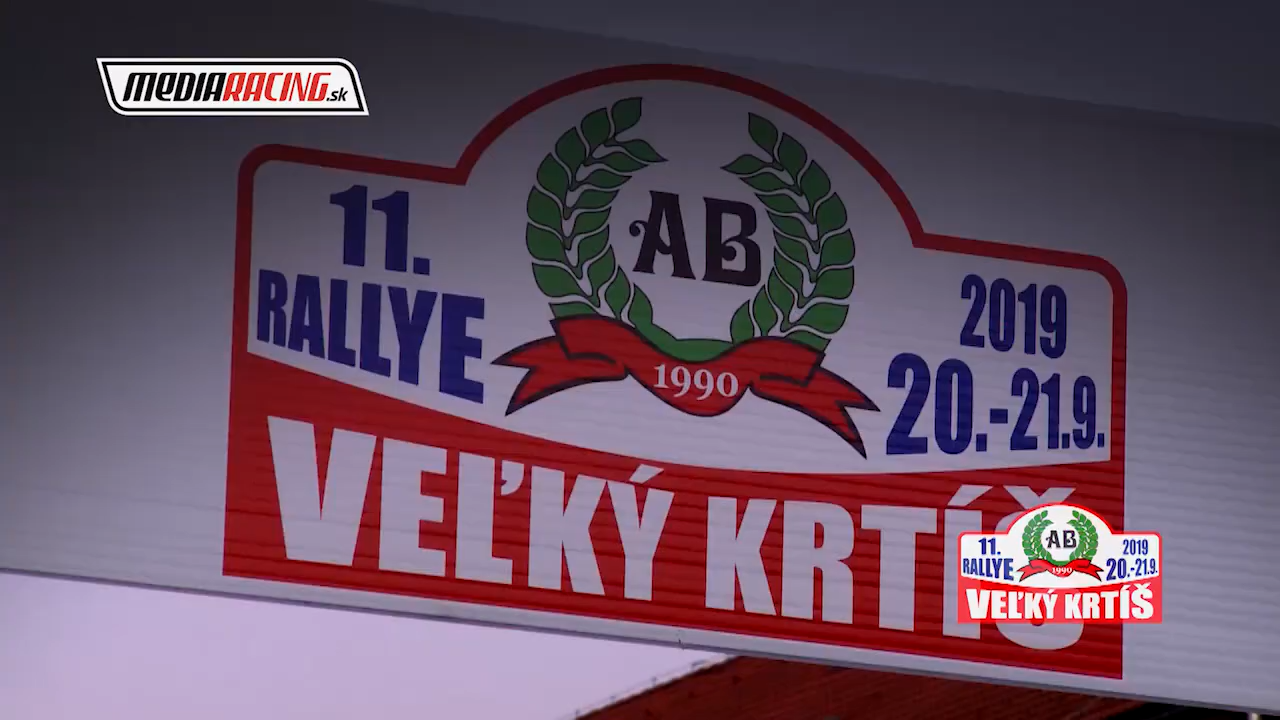 MEDIARACING.sk
11.
RALLYE
AB
1990
2019
20.-21.9.
VEĽKÝ KRTÍŠ
11.
RALLYE
AB
1990
2019
20.-21.9.
VEĽKÝ KRTÍŠ